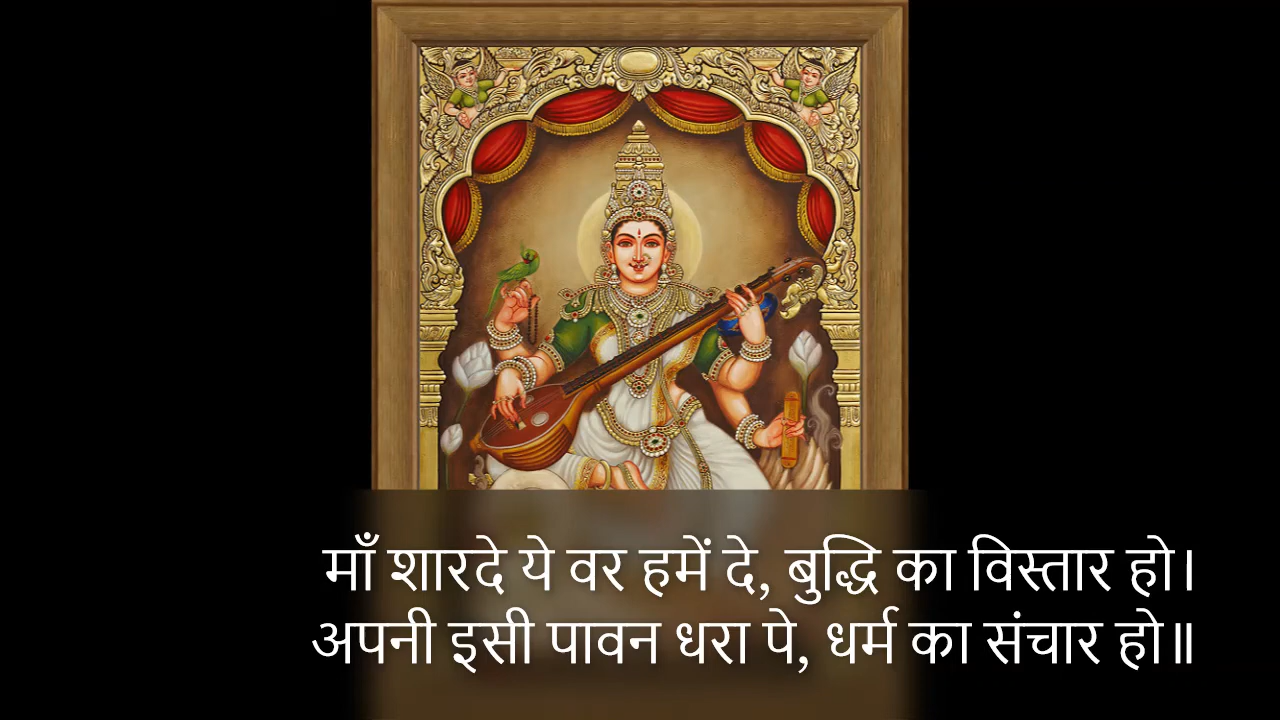 माँ शारदे ये वर हमें दे, बुद्धि का विस्तार हो।
अपनी इसी पावन धरा पे, धर्म का संचार हो॥